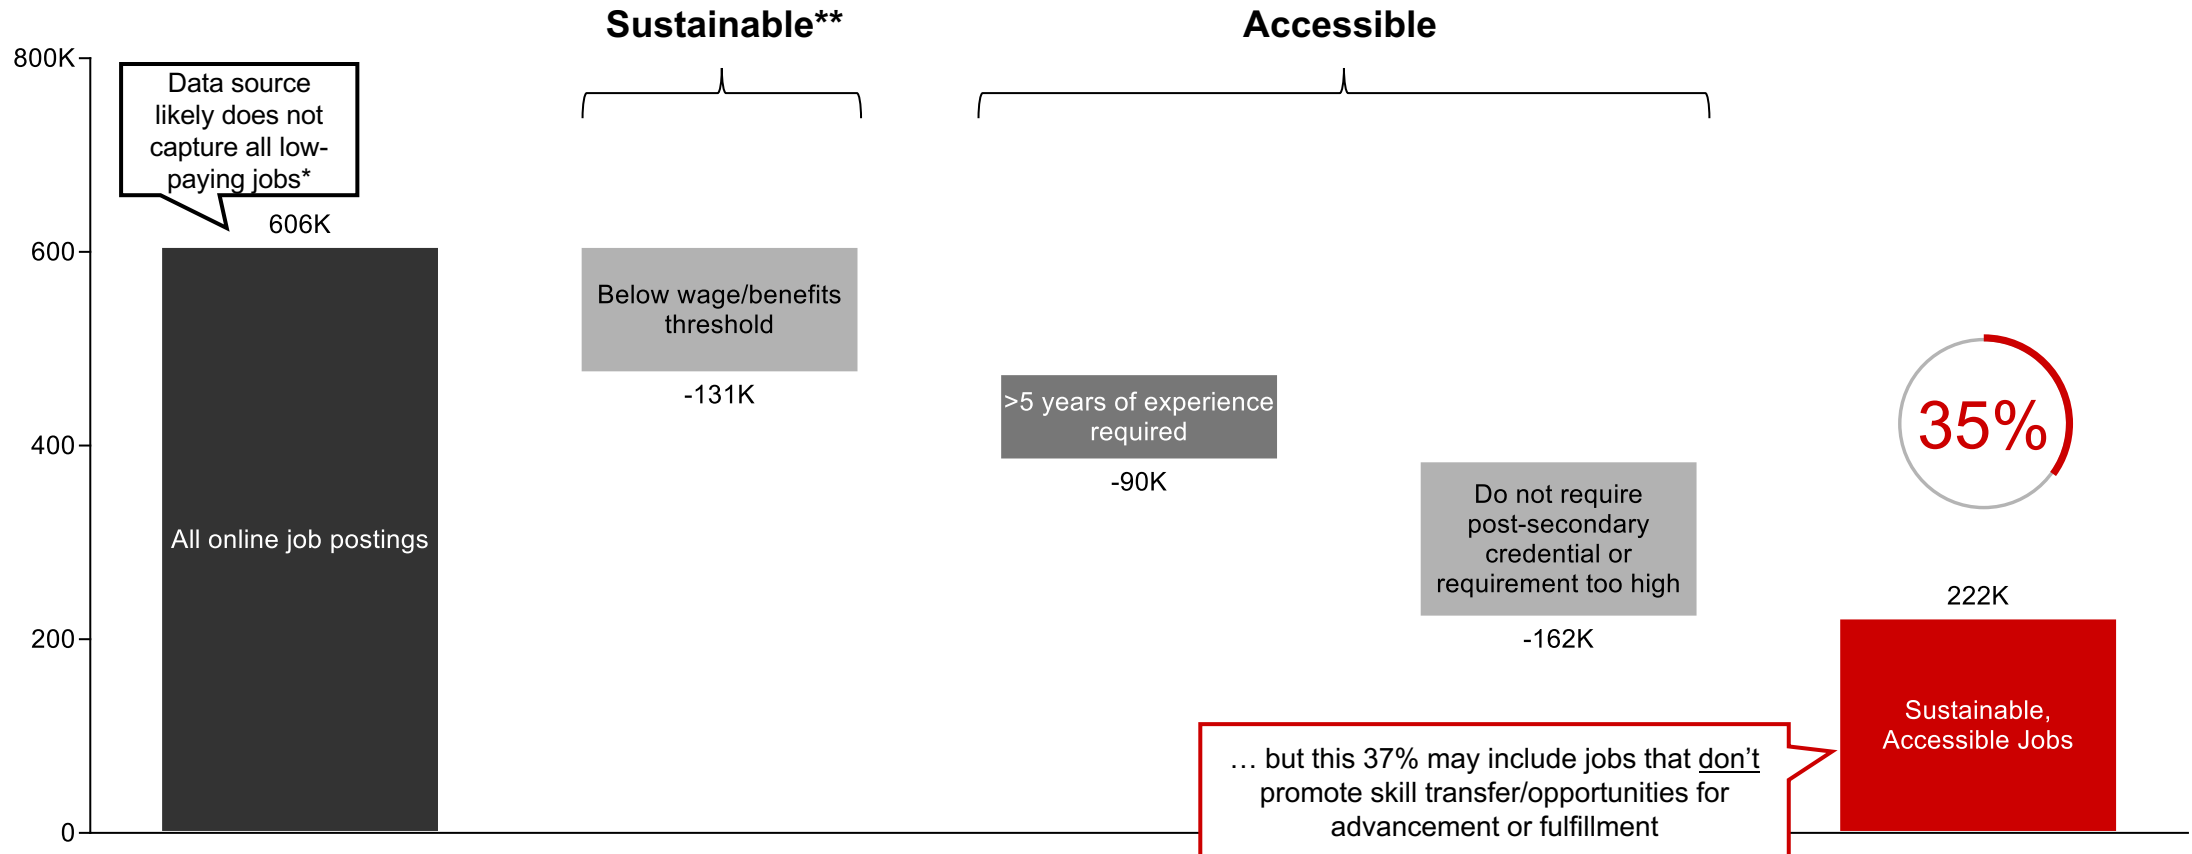 Sustainable**
Accessible
800K
600
400
200
0
Data source
likely does not
capture all low-
paying jobs*
606K
All online job postings
Below wage/benefits
threshold
-131K
>5 years of experience
required
-90K
Do not require
post-secondary
credential or
requirement too high
-162K
35%
222K
Sustainable,
Accessible Jobs
… but this 37% may include jobs that don’t
promote skill transfer/opportunities for
advancement or fulfillment